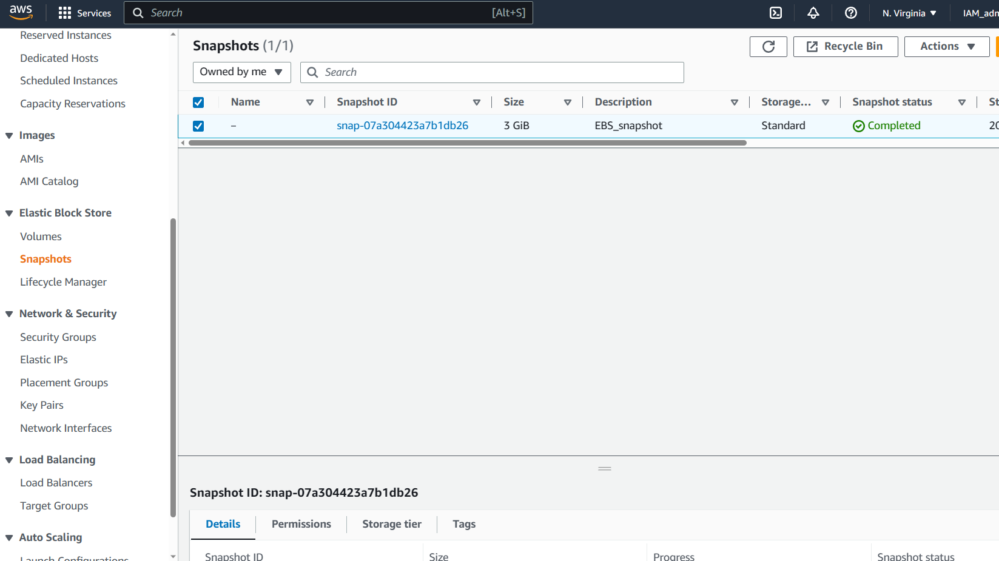 aws Services Search [Alt+S] N. Virginia
Reserved Instances
Dedicated Hosts
Scheduled Instances
Capacity Reservations
Images
AMIs
AMI Catalog
Elastic Block Store
Volumes
Snapshots
Lifecycle Manager
Network & Security
Security Groups
Elastic IPs
Placement Groups
Key Pairs
Network Interfaces
Load Balancing
Load Balancers
Target Groups
Auto Scaling
Launch Configurations
Snapshots (1/1) Recycle Bin Actions
Owned by me Search
Name Snapshot ID Size Description Storage... Snapshot status St
– snap-07a304423a7b1db26 3 GiB EBS_snapshot Standard Completed 20
Snapshot ID: snap-07a304423a7b1db26
Details Permissions Storage tier Tags
Snapshot ID Size Progress Snapshot status